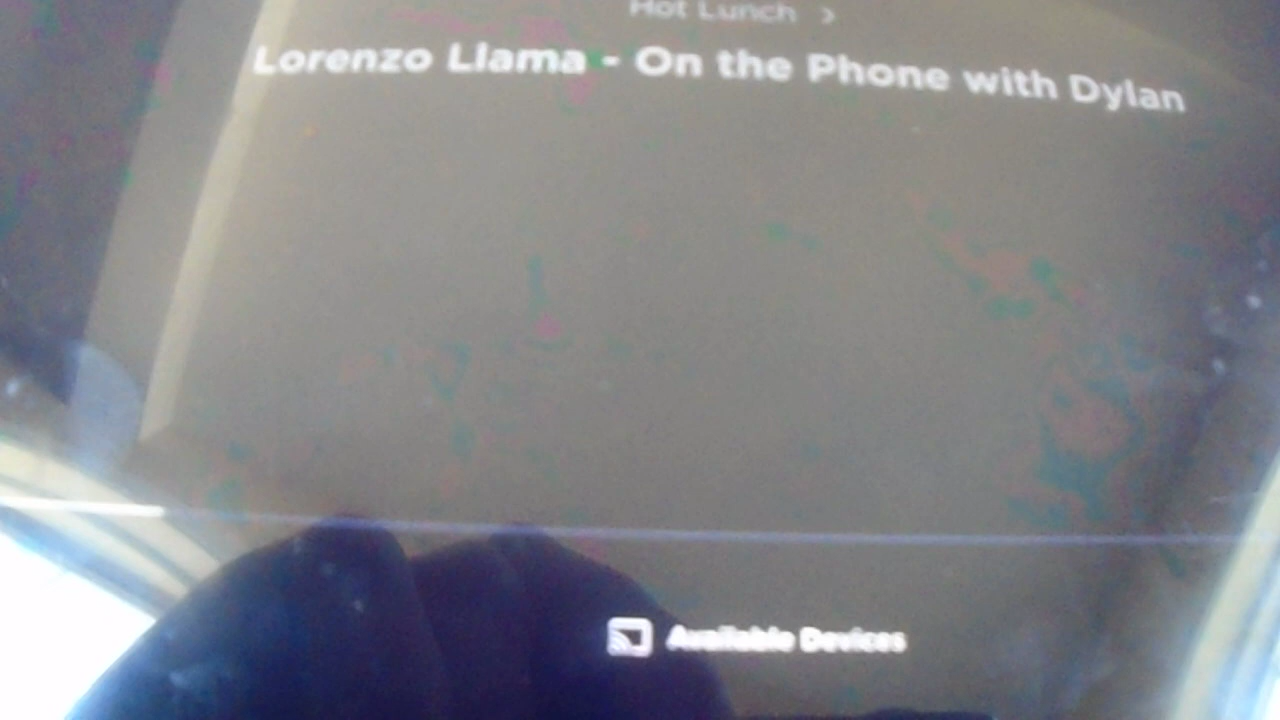 Hot Lunch >
Lorenzo Llama - On the Phone with Dylan
Available Devices